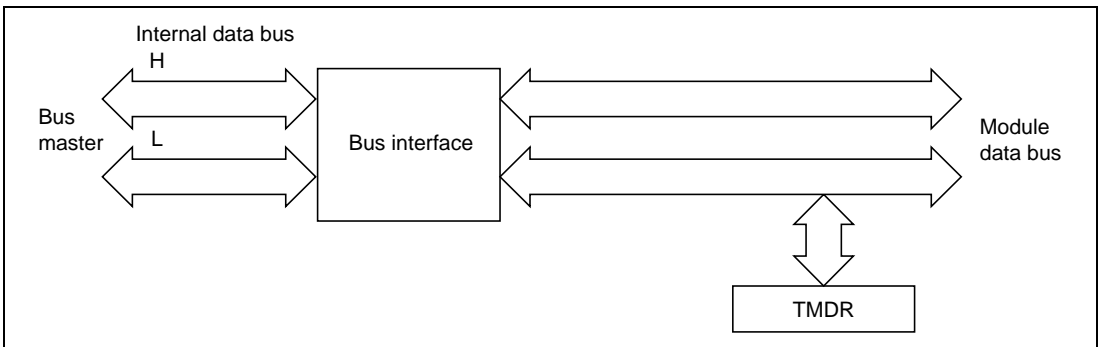 Internal data bus
H
Bus
master
L
Bus interface
Module
data bus
TMDR